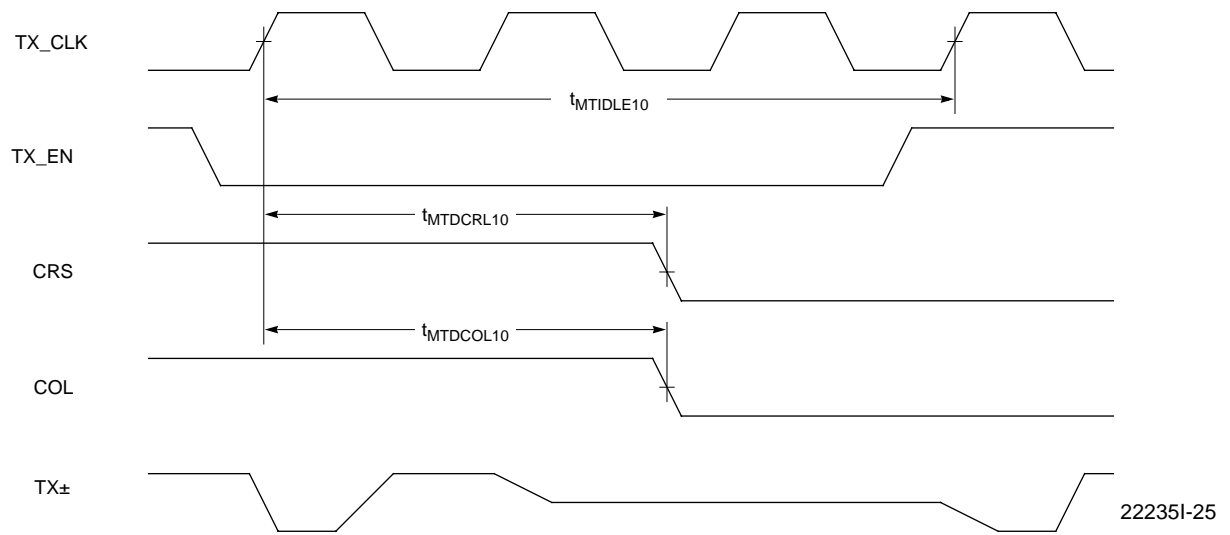 TX_CLK
tMTIDLE10
TX_EN
tMTDCRL10
CRS
tMTDCOL10
COL
TX±
22235I-25